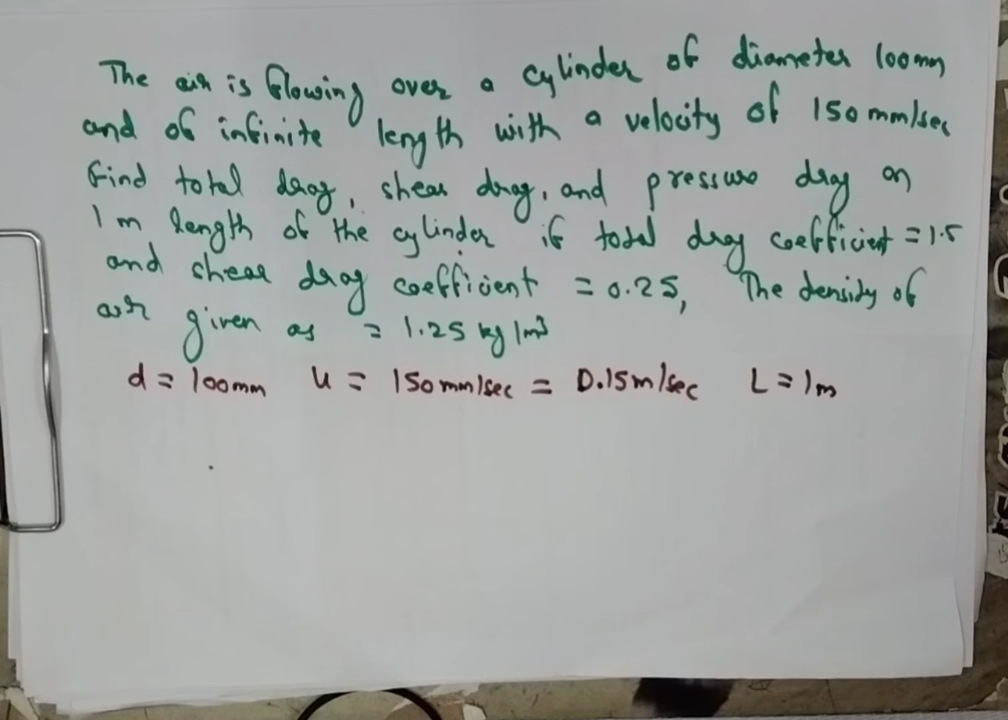 The air is flowing over a cylinder of diameter 100mm
and of infinite length with a velocity of 150 mm/sec
Find total drag, shear drag, and pressure drag on
1 m length of the cylinder if total drag coefficient = 1.5
and shear drag coefficient = 0.25, The density of
air given as = 1.25 kg/m³
d = 100mm u = 150mm/sec = 0.15m/sec L = 1m